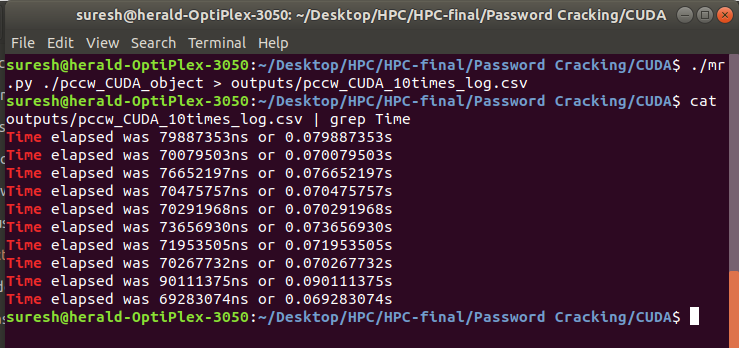 suresh@herald-OptiPlex-3050: ~/Desktop/HPC/HPC-final/Password Cracking/CUDA
File Edit View Search Terminal Help
suresh@herald-OptiPlex-3050:~/Desktop/HPC/HPC-final/Password Cracking/CUDA$ ./mr
.py ./pccw_CUDA_object > outputs/pccw_CUDA_10times_log.csv
suresh@herald-OptiPlex-3050:~/Desktop/HPC/HPC-final/Password Cracking/CUDA$ cat
outputs/pccw_CUDA_10times_log.csv | grep Time
Time elapsed was 79887353ns or 0.079887353s
Time elapsed was 70079503ns or 0.070079503s
Time elapsed was 76652197ns or 0.076652197s
Time elapsed was 70475757ns or 0.070475757s
Time elapsed was 70291968ns or 0.070291968s
Time elapsed was 73656930ns or 0.073656930s
Time elapsed was 71953505ns or 0.071953505s
Time elapsed was 70267732ns or 0.070267732s
Time elapsed was 90111375ns or 0.090111375s
Time elapsed was 69283074ns or 0.069283074s
suresh@herald-OptiPlex-3050:~/Desktop/HPC/HPC-final/Password Cracking/CUDA$